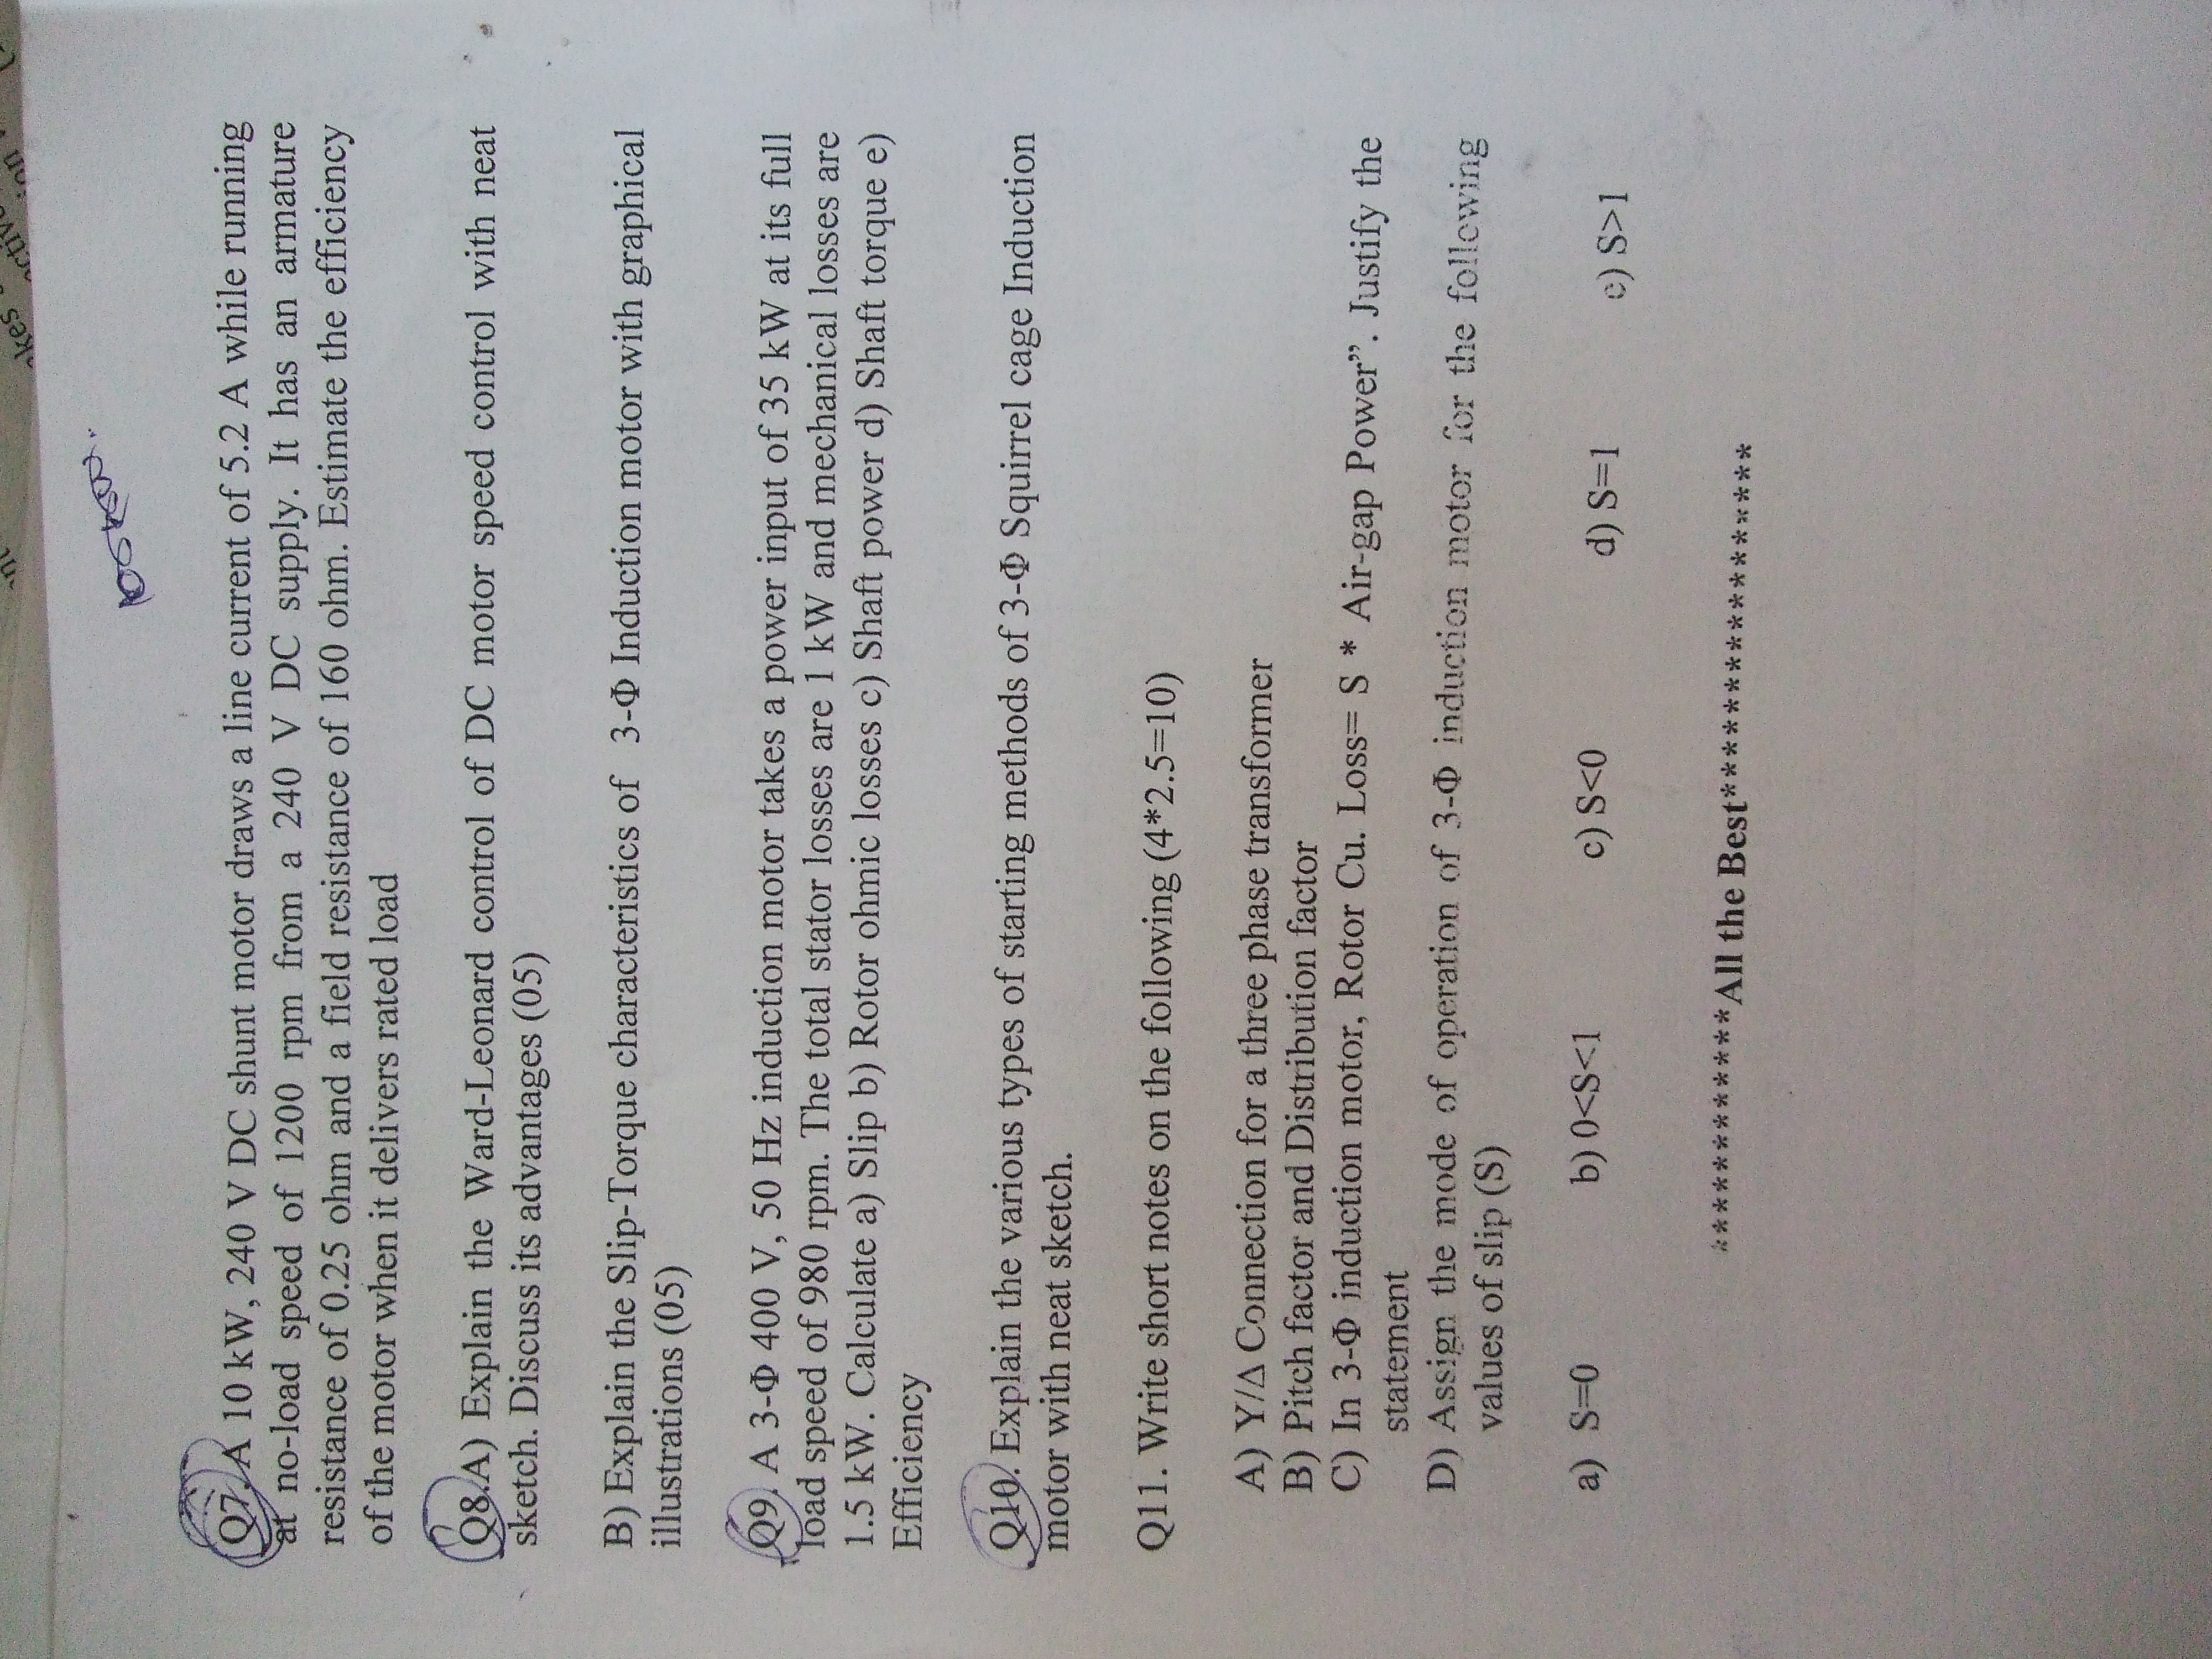 Q7. A 10 kW, 240 V DC shunt motor draws a line current of 5.2 A while running
at no-load speed of 1200 rpm from a 240 V DC supply. It has an armature
resistance of 0.25 ohm and a field resistance of 160 ohm. Estimate the efficiency
of the motor when it delivers rated load
Q8.A) Explain the Ward-Leonard control of DC motor speed control with neat
sketch. Discuss its advantages (05)
B) Explain the Slip-Torque characteristics of 3-Φ Induction motor with graphical
illustrations (05)
Q9. A 3-Φ 400 V, 50 Hz induction motor takes a power input of 35 kW at its full
load speed of 980 rpm. The total stator losses are 1 kW and mechanical losses are
1.5 kW. Calculate a) Slip b) Rotor ohmic losses c) Shaft power d) Shaft torque e)
Efficiency
Q10. Explain the various types of starting methods of 3-Φ Squirrel cage Induction
motor with neat sketch.
Q11. Write short notes on the following (4*2.5=10)
A) Y/Δ Connection for a three phase transformer
B) Pitch factor and Distribution factor
C) In 3-Φ induction motor, Rotor Cu. Loss= S * Air-gap Power”. Justify the
statement
D) Assign the mode of operation of 3-Φ induction motor for the following
values of slip (S)
a) S=0 b) 0<S<1 c) S<0 d) S=1 e) S>1
*************All the Best*******************